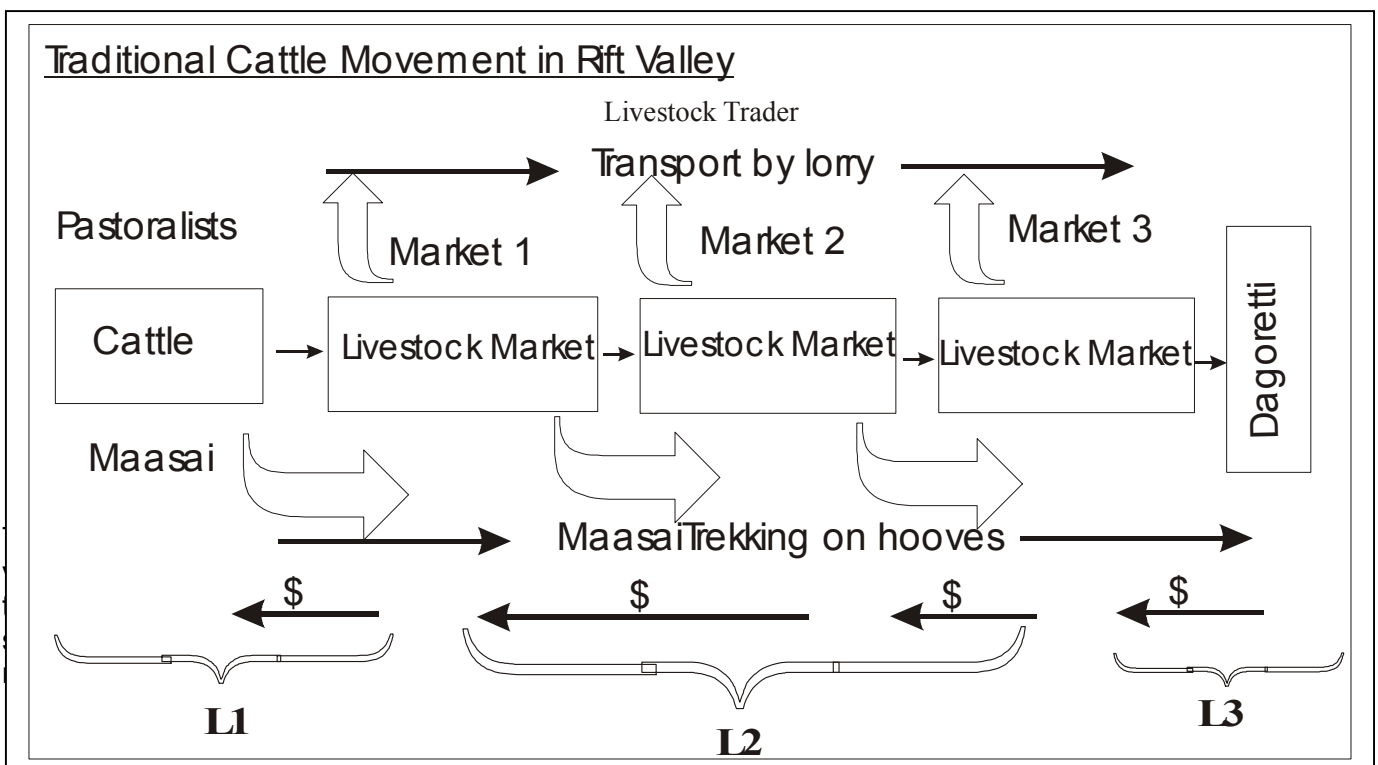 Traditional Cattle Movement in Rift Valley
Livestock Trader
Transport by lorry
Pastoralists
Market 1
Market 2
Market 3
Cattle
Livestock Market
Livestock Market
Livestock Market
Dagoretti
Maasai
MaasaiTrekking on hooves
$
$
$
$
L1
L2
L3